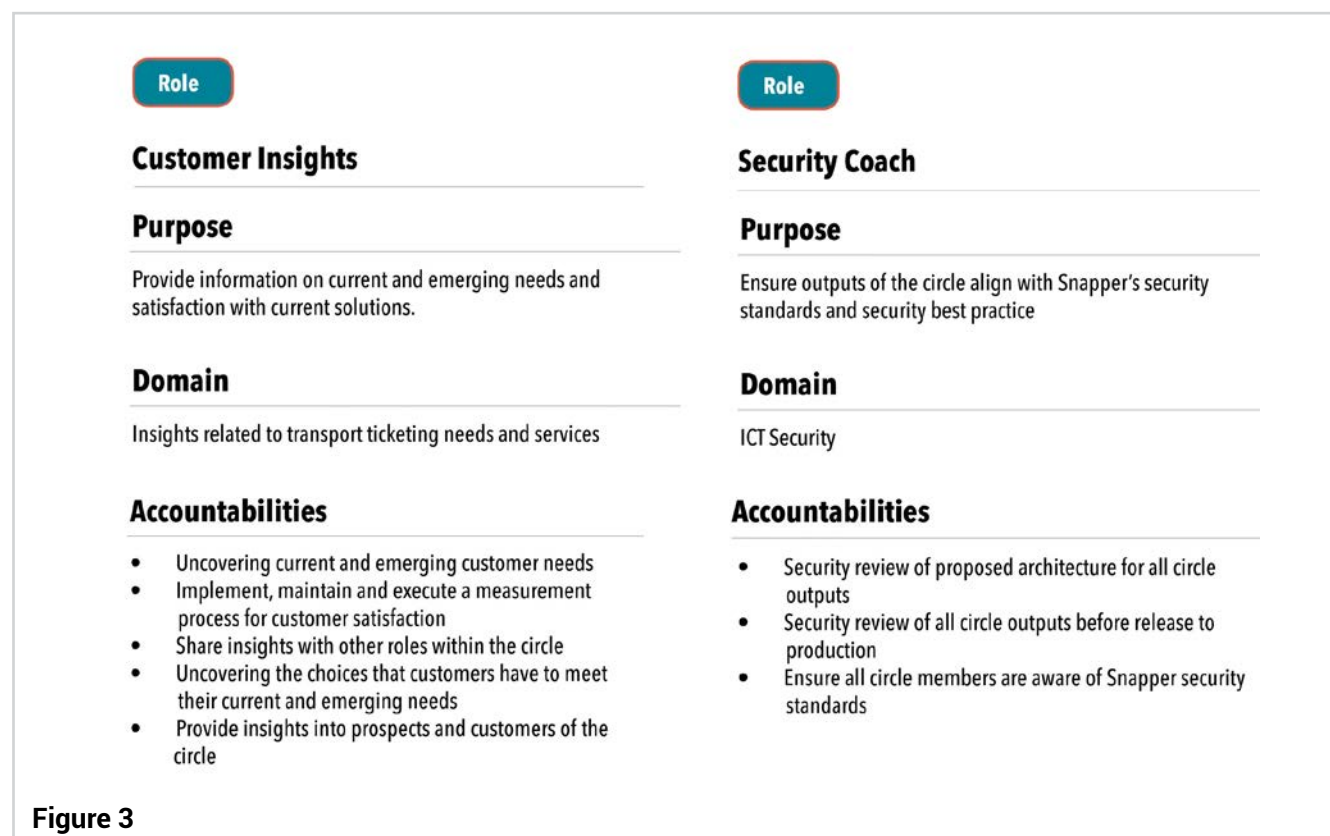 Role
Customer Insights
Purpose
Provide information on current and emerging needs and
satisfaction with current solutions.
Domain
Insights related to transport ticketing needs and services
Accountabilities
• Uncovering current and emerging customer needs
• Implement, maintain and execute a measurement
process for customer satisfaction
• Share insights with other roles within the circle
• Uncovering the choices that customers have to meet
their current and emerging needs
• Provide insights into prospects and customers of the
circle
Role
Security Coach
Purpose
Ensure outputs of the circle align with Snapper's security
standards and security best practice
Domain
ICT Security
Accountabilities
• Security review of proposed architecture for all circle
outputs
• Security review of all circle outputs before release to
production
• Ensure all circle members are aware of Snapper security
standards
Figure 3